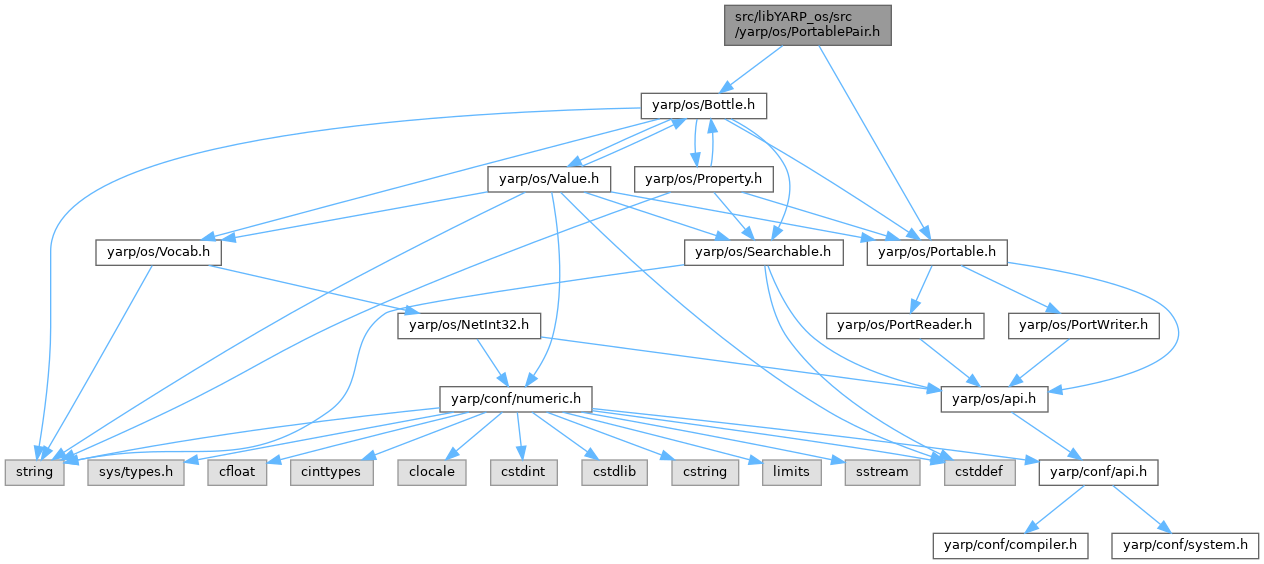 src/libYARP_os/src
/yarp/os/PortablePair.h
yarp/os/Bottle.h
yarp/os/Value.h
yarp/os/Property.h
yarp/os/Vocab.h
yarp/os/Searchable.h
yarp/os/Portable.h
yarp/os/NetInt32.h
yarp/os/PortReader.h
yarp/os/PortWriter.h
yarp/conf/numeric.h
yarp/os/api.h
string
sys/types.h
cfloat
cinttypes
clocale
cstdint
cstdlib
cstring
limits
sstream
cstddef
yarp/conf/api.h
yarp/conf/compiler.h
yarp/conf/system.h